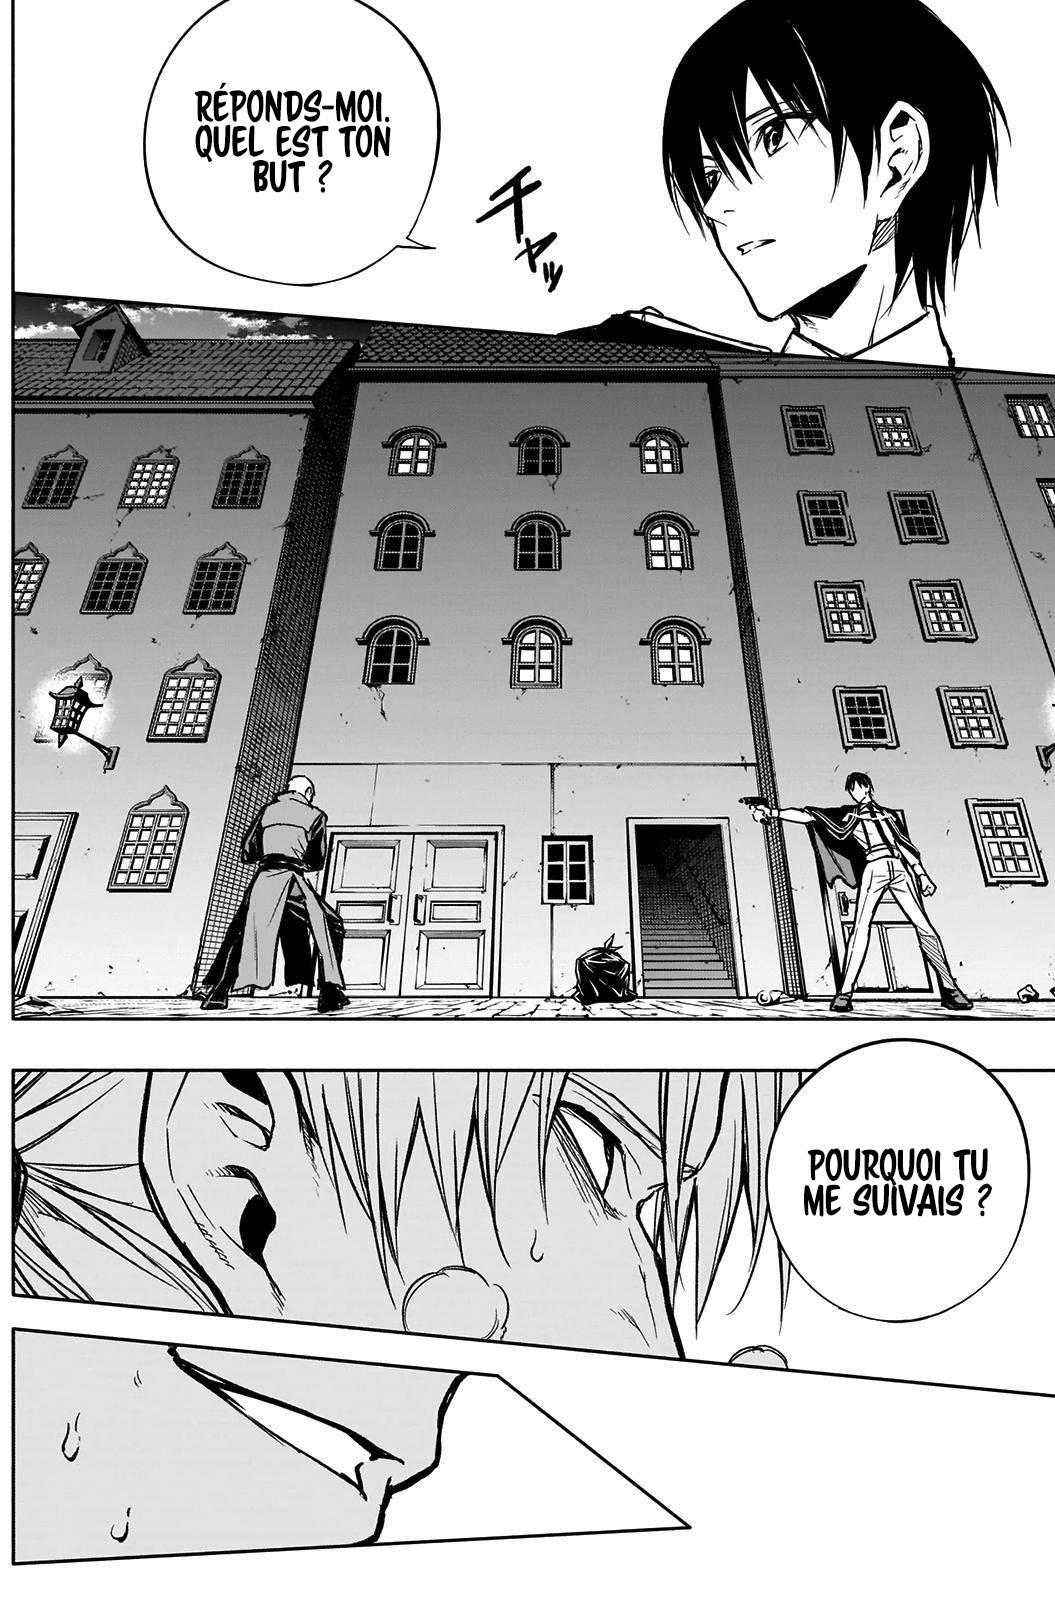 RÉPONDS-MOI.
QUEL EST TON
BUT ?
チャッ
POURQUOI TU
ME SUIVAIS ?